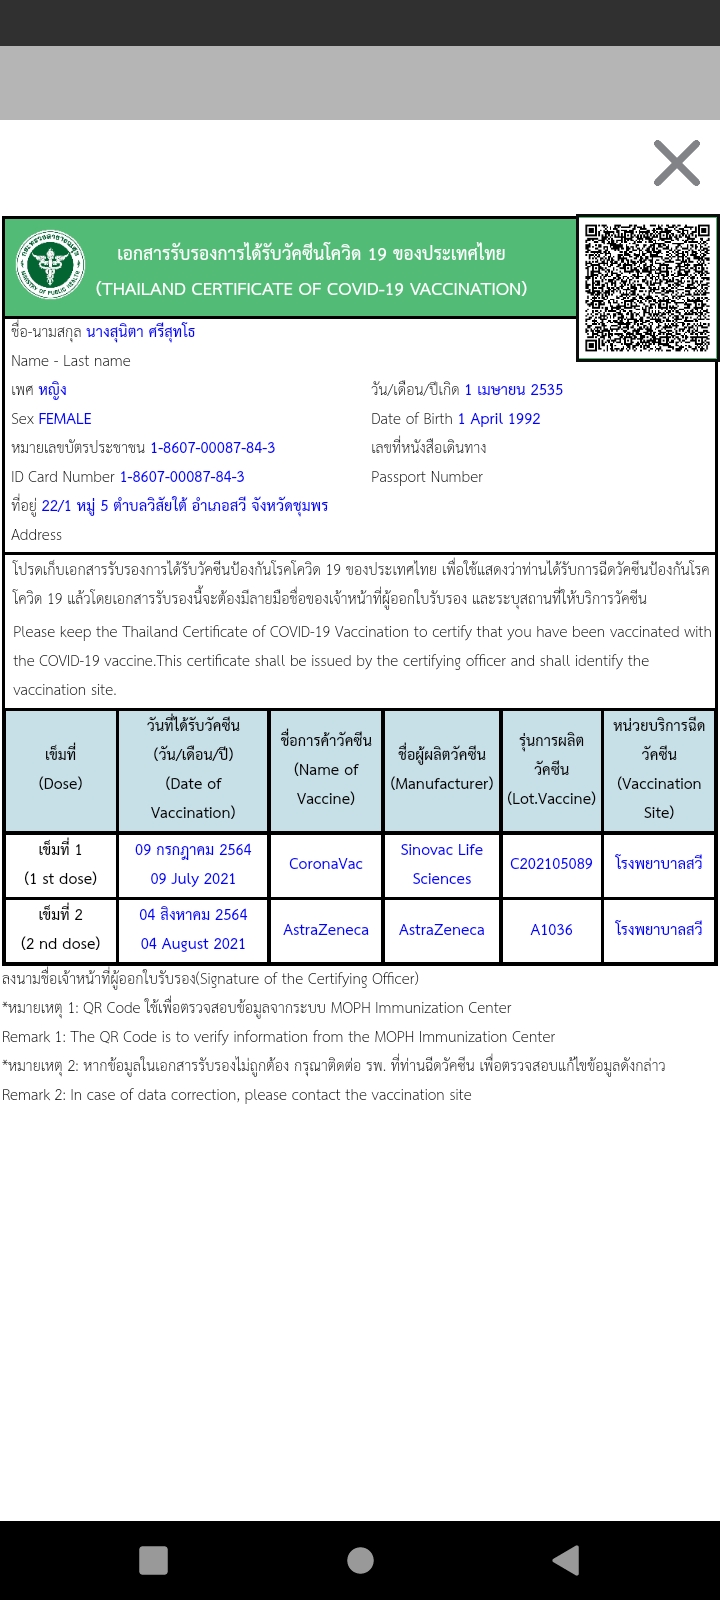 เอกสารรับรองการได้รับวัคซีนโควิด 19 ของประเทศไทย
(THAILAND CERTIFICATE OF COVID-19 VACCINATION)
ชื่อ-นามสกุล นางสุนิตา ศรีสุทโธ
Name - Last name
เพศ หญิง วัน/เดือน/ปีเกิด 1 เมษายน 2535
Sex FEMALE Date of Birth 1 April 1992
หมายเลขบัตรประชาชน 1-8607-00087-84-3 เลขที่หนังสือเดินทาง
ID Card Number 1-8607-00087-84-3 Passport Number
ที่อยู่ 22/1 หมู่ 5 ตำบลวิสัยใต้ อำเภอสวี จังหวัดชุมพร
Address
โปรดเก็บเอกสารรับรองการได้รับวัคซีนป้องกันโรคโควิด 19 ของประเทศไทย เพื่อใช้แสดงว่าท่านได้รับการฉีดวัคซีนป้องกันโรค
โควิด 19 แล้วโดยเอกสารรับรองนี้จะต้องมีลายมือชื่อของเจ้าหน้าที่ผู้ออกใบรับรอง และระบุสถานที่ให้บริการวัคซีน
Please keep the Thailand Certificate of COVID-19 Vaccination to certify that you have been vaccinated with
the COVID-19 vaccine.This certificate shall be issued by the certifying officer and shall identify the
vaccination site.
เข็มที่
(Dose)
วันที่ได้รับวัคซีน
(วัน/เดือน/ปี)
(Date of
Vaccination)
ชื่อการค้าวัคซีน
(Name of
Vaccine)
ชื่อผู้ผลิตวัคซีน
(Manufacturer)
รุ่นการผลิต
วัคซีน
(Lot.Vaccine)
หน่วยบริการฉีด
วัคซีน
(Vaccination
Site)
เข็มที่ 1
(1 st dose)
09 กรกฎาคม 2564
09 July 2021
CoronaVac
Sinovac Life
Sciences
C202105089
โรงพยาบาลสวี
เข็มที่ 2
(2 nd dose)
04 สิงหาคม 2564
04 August 2021
AstraZeneca
AstraZeneca
A1036
โรงพยาบาลสวี
ลงนามชื่อเจ้าหน้าที่ผู้ออกใบรับรอง(Signature of the Certifying Officer)
*หมายเหตุ 1: QR Code ใช้เพื่อตรวจสอบข้อมูลจากระบบ MOPH Immunization Center
Remark 1: The QR Code is to verify information from the MOPH Immunization Center
*หมายเหตุ 2: หากข้อมูลในเอกสารรับรองไม่ถูกต้อง กรุณาติดต่อ รพ. ที่ท่านฉีดวัคซีน เพื่อตรวจสอบแก้ไขข้อมูลดังกล่าว
Remark 2: In case of data correction, please contact the vaccination site